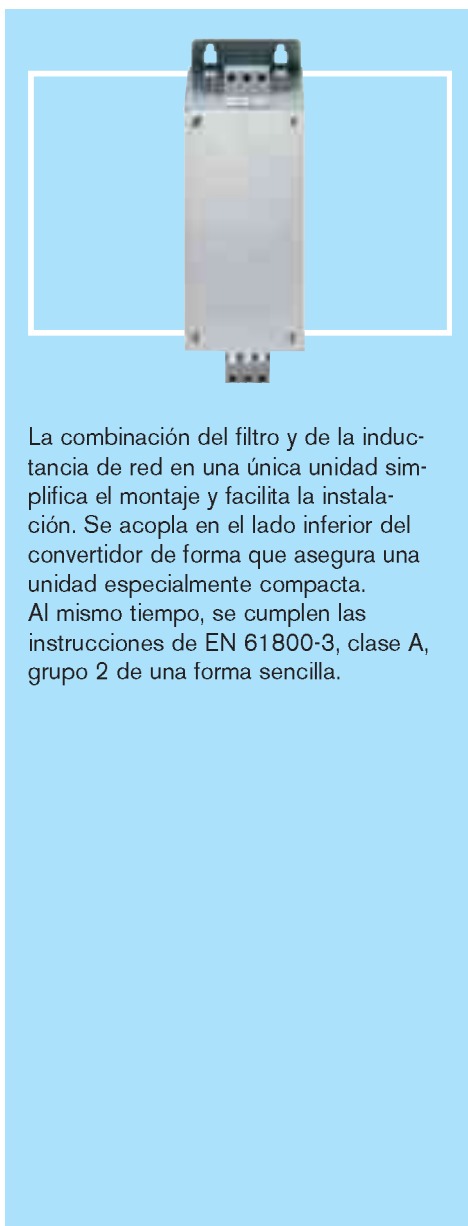 La combinación del filtro y de la induc-
tancia de red en una única unidad sim-
plifica el montaje y facilita la instala-
ción. Se acopla en el lado inferior del
convertidor de forma que asegura una
unidad especialmente compacta.
Al mismo tiempo, se cumplen las
instrucciones de EN 61800-3, clase A,
grupo 2 de una forma sencilla.